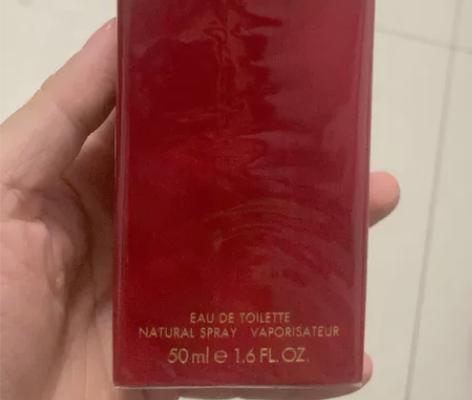 EAU DE TOILETTE
NATURAL SPRAY VAPORISATEUR
50 ml e 1.6 FL. OZ.